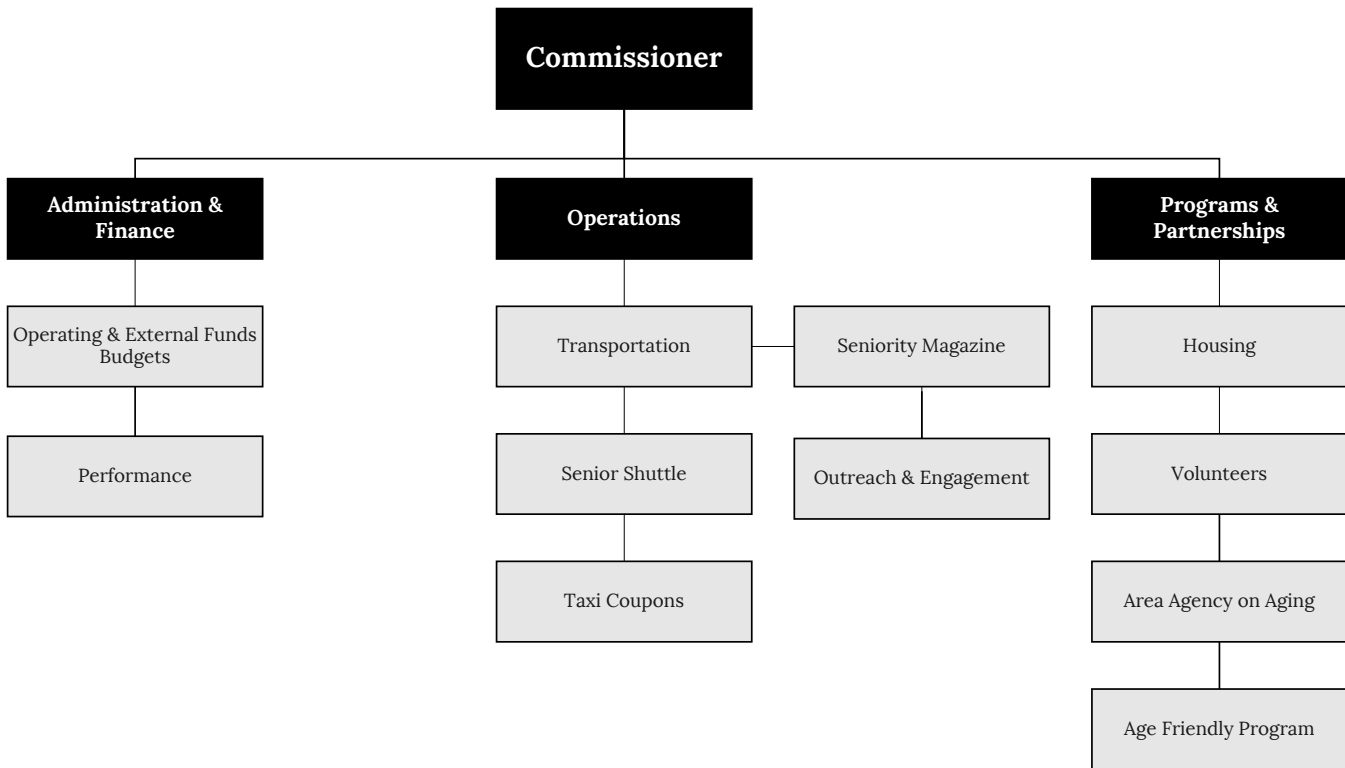 Commissioner
Administration &
Finance
Operations
Programs &
Partnerships
Operating & External Funds
Budgets
Transportation
Seniority Magazine
Housing
Performance
Senior Shuttle
Outreach & Engagement
Volunteers
Taxi Coupons
Area Agency on Aging
Age Friendly Program